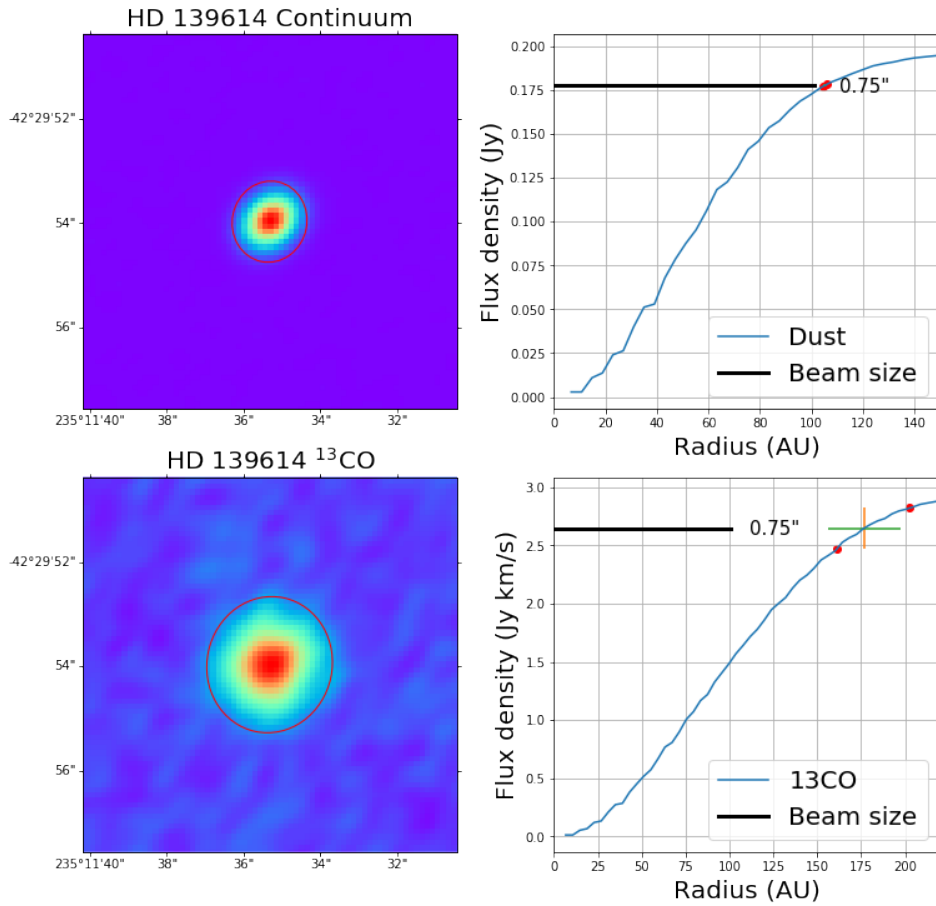 HD 139614 Continuum
-42°29'52"
54"
56"
235°11'40" 38" 36" 34" 32"
Flux density (Jy)
0.200
0.175
0.150
0.125
0.100
0.075
0.050
0.025
0.000
0.75"
Dust
Beam size
0 20 40 60 80 100 120 140
Radius (AU)
HD 139614 ¹³CO
-42°29'52"
54"
56"
235°11'40" 38" 36" 34" 32"
Flux density (Jy km/s)
3.0
2.5
2.0
1.5
1.0
0.5
0.0
0.75"
13CO
Beam size
0 25 50 75 100 125 150 175 200
Radius (AU)